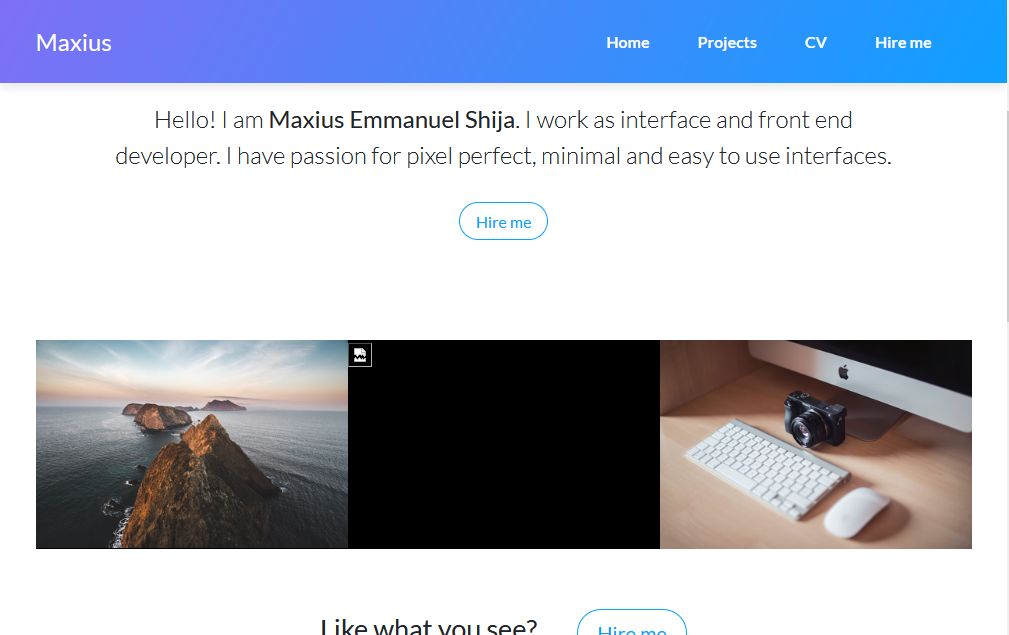 Maxius
Home Projects CV Hire me
Hello! I am Maxius Emmanuel Shija. I work as interface and front end
developer. I have passion for pixel perfect, minimal and easy to use interfaces.
Hire me
Like what you see? Hire me